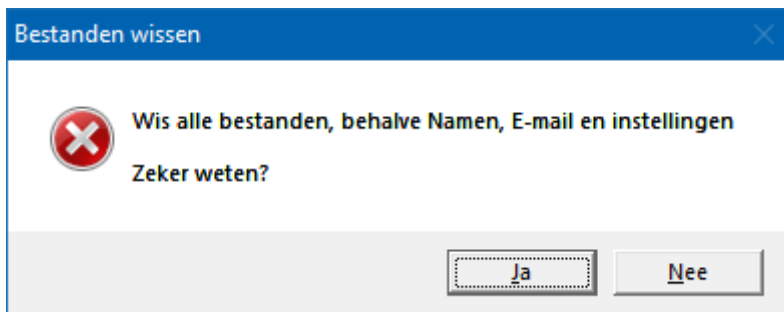 Bestanden wissen
Wis alle bestanden, behalve Namen, E-mail en instellingen
Zeker weten?
Ja
Nee